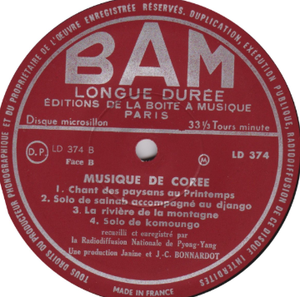 TOUS DROITS DU PRODUCTEUR PHONOGRAPHIQUE ET DU PROPRIETAIRE DE L'ŒUVRE ENREGISTRÉE RÉSERVÉS. DUPLICATION, EXÉCUTION PUBLIQUE, RADIODIFFUSION DE CE DISQUE INTERDITES
BAM
LONGUE DURÉE
ÉDITIONS DE LA BOITE A MUSIQUE
PARIS
Disque microsillon
33 1/3 Tours minute
D.P.
LD 374 B
Face B
M
LD 374
MUSIQUE DE COREE
1. Chant des paysans au Printemps
2. Solo de sainab accompagné au django
3. La rivière de la montagne
4. Solo de komoungo
recueilli et enregistré par
la Radiodiffusion Nationale de Pyong-Yang
Une production Janine et J.-C. BONNARDOT
MADE IN FRANCE